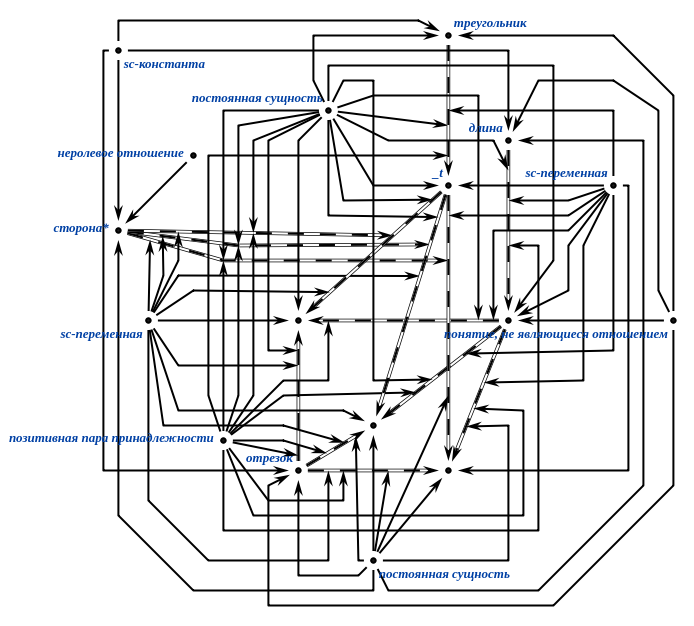 треугольник
sc-константа
постоянная сущность
длина
неролевое отношение
_t
sc-переменная
сторона*
sc-переменная
понятие, не являющиеся отношением
позитивная пара принадлежности
отрезок
постоянная сущность